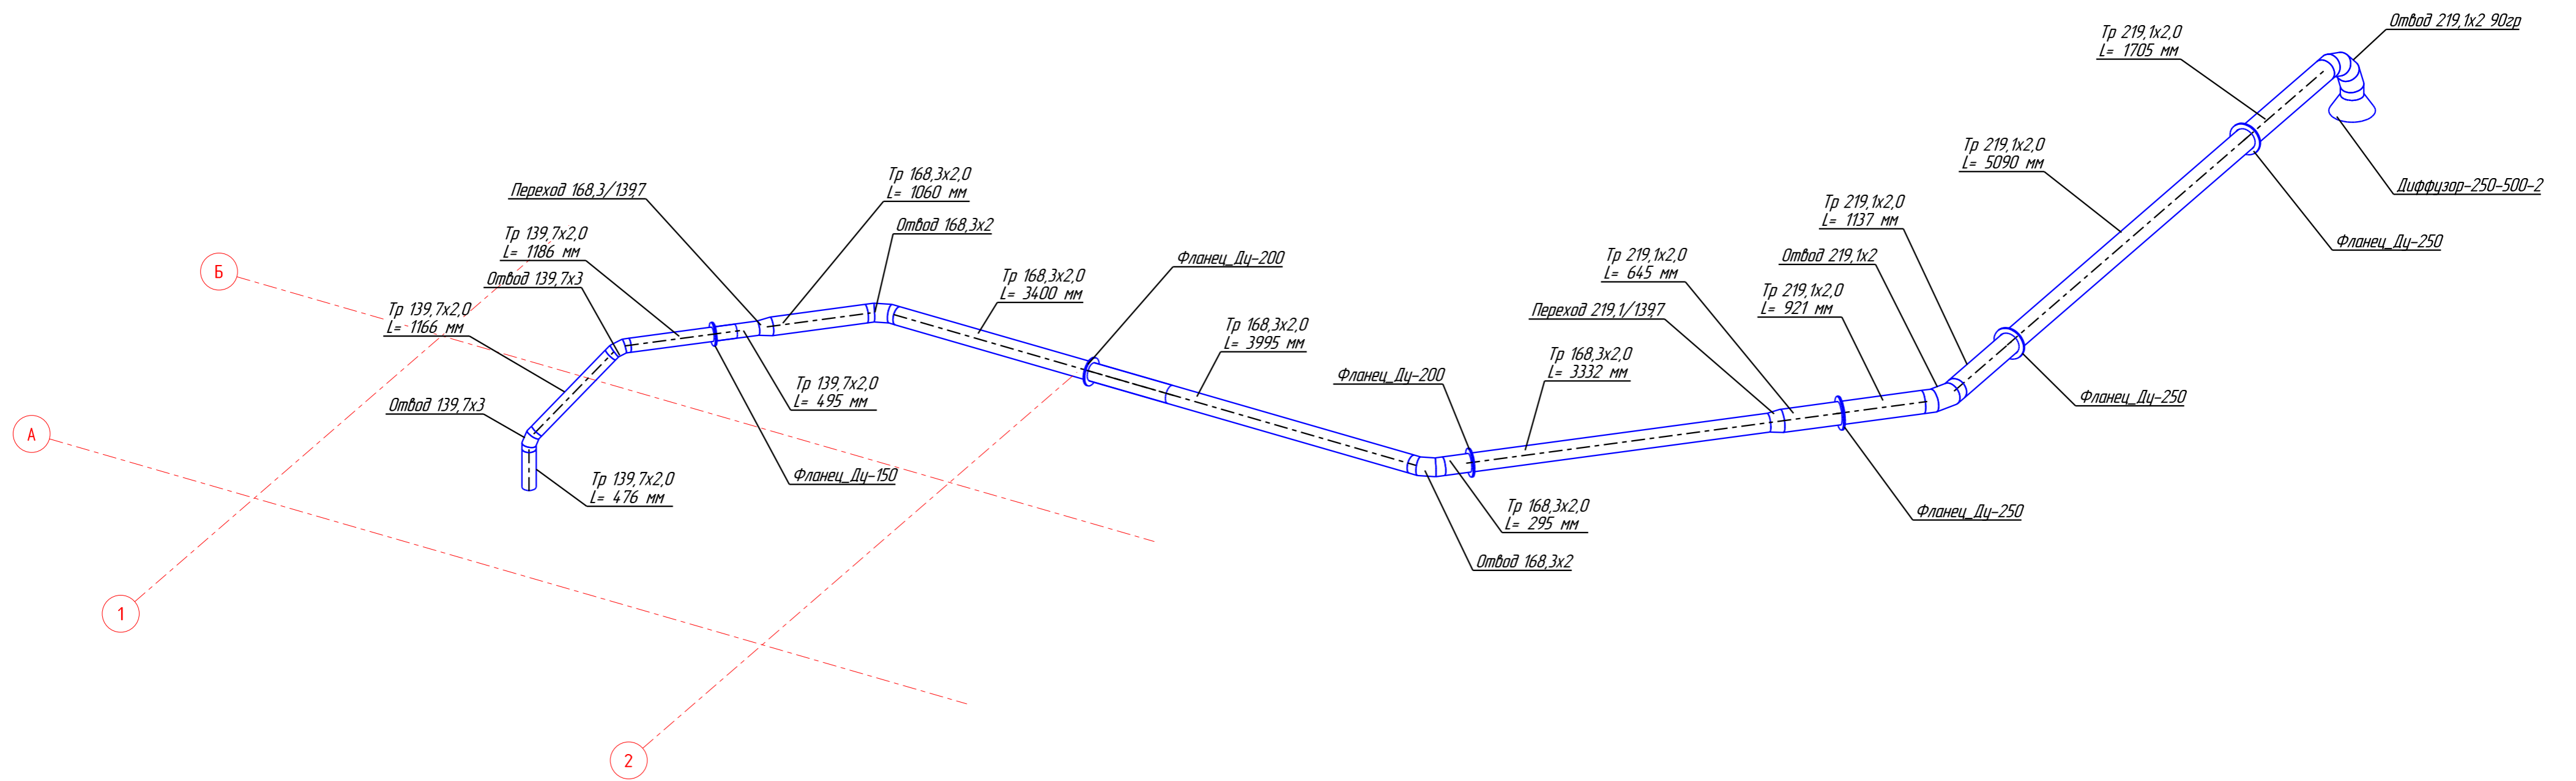 Отвод 219,1х2 90гр
Тр 219,1х2,0
L= 1705 мм
Тр 219,1х2,0
L= 5090 мм
Диффузор-250-500-2
Фланец_Ду-250
Тр 219,1х2,0
L= 1137 мм
Отвод 219,1х2
Тр 219,1х2,0
L= 645 мм
Тр 219,1х2,0
L= 921 мм
Переход 219,1/139,7
Фланец_Ду-250
Фланец_Ду-250
Тр 168,3х2,0
L= 3332 мм
Фланец_Ду-200
Тр 168,3х2,0
L= 295 мм
Отвод 168,3х2
Тр 168,3х2,0
L= 3995 мм
Фланец_Ду-200
Тр 168,3х2,0
L= 3400 мм
Тр 168,3х2,0
L= 1060 мм
Отвод 168,3х2
Переход 168,3/139,7
Тр 139,7х2,0
L= 1186 мм
Отвод 139,7х3
Тр 139,7х2,0
L= 1166 мм
Тр 139,7х2,0
L= 495 мм
Отвод 139,7х3
Фланец_Ду-150
Тр 139,7х2,0
L= 476 мм
Б
А
1
2